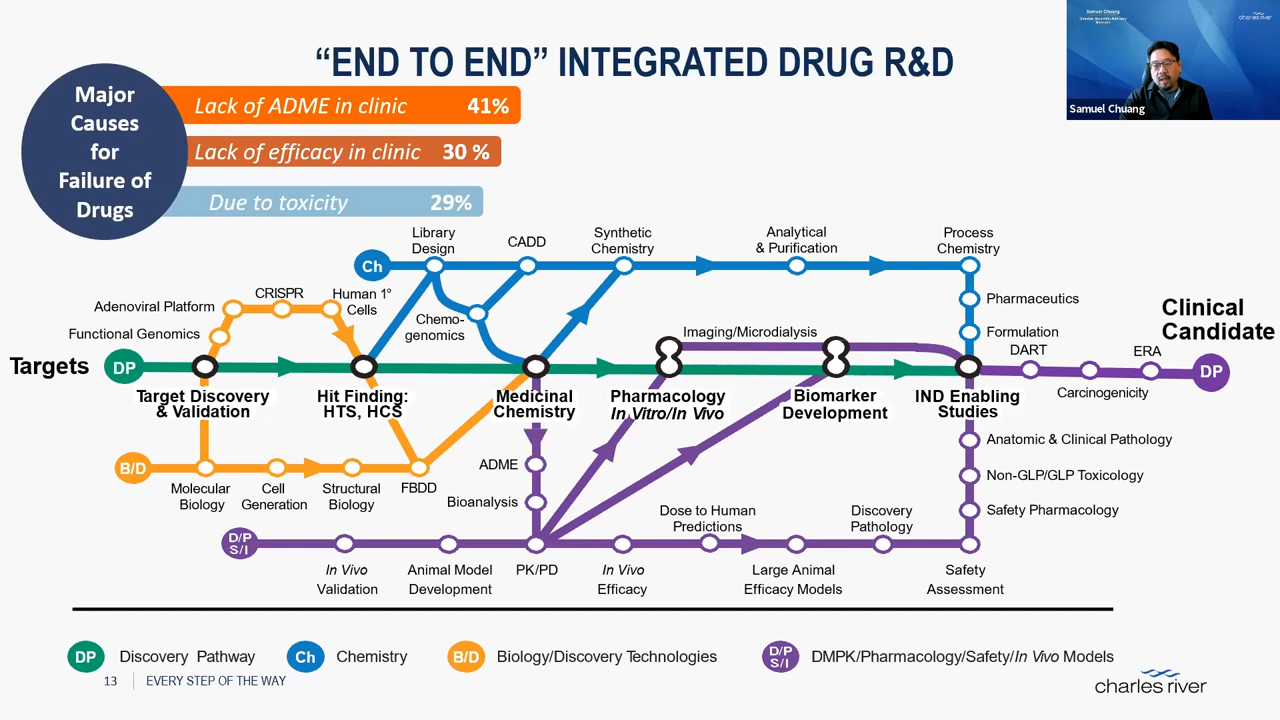 “END TO END” INTEGRATED DRUG R&D
Samuel Chuang
charles river
Samuel Chuang
Major
Causes
for
Failure of
Drugs
Lack of ADME in clinic 41%
Lack of efficacy in clinic 30 %
Due to toxicity 29%
Ch
Library
Design
CADD
Synthetic
Chemistry
Analytical
& Purification
Process
Chemistry
Adenoviral Platform
CRISPR
Human 1°
Cells
Functional Genomics
Chemo-
genomics
Imaging/Microdialysis
Pharmaceutics
Formulation
DART
ERA
Carcinogenicity
Clinical
Candidate
DP
Targets
DP
Target Discovery
& Validation
Hit Finding:
HTS, HCS
Medicinal
Chemistry
Pharmacology
In Vitro/In Vivo
Biomarker
Development
IND Enabling
Studies
Anatomic & Clinical Pathology
Non-GLP/GLP Toxicology
Safety Pharmacology
B/D
Molecular
Biology
Cell
Generation
Structural
Biology
FBDD
ADME
Bioanalysis
D/P
S/I
In Vivo
Validation
Animal Model
Development
PK/PD
In Vivo
Efficacy
Dose to Human
Predictions
Large Animal
Efficacy Models
Discovery
Pathology
Safety
Assessment
DP Discovery Pathway
Ch Chemistry
B/D Biology/Discovery Technologies
D/P
S/I
DMPK/Pharmacology/Safety/In Vivo Models
13 EVERY STEP OF THE WAY
charles river